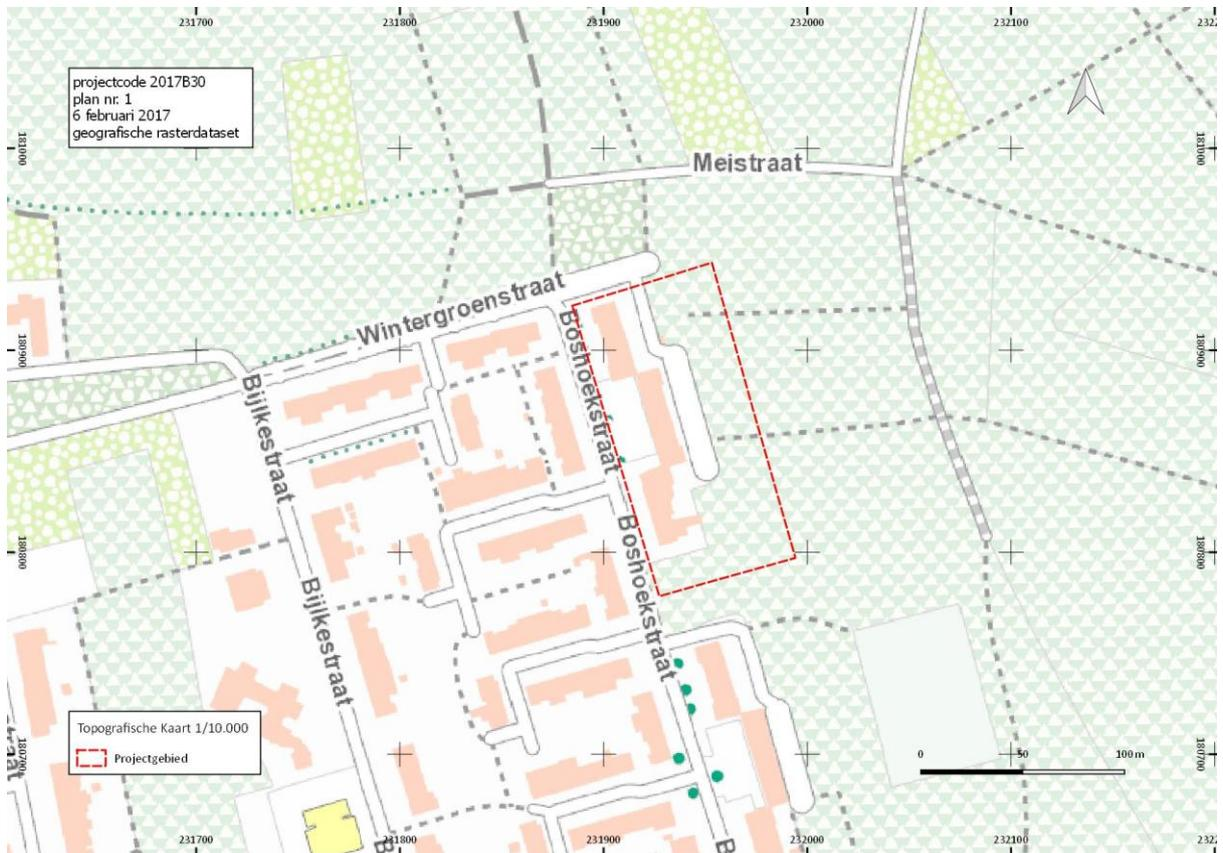 231700 231800 231900 232000 232100
projectcode 2017B30
plan nr. 1
6 februari 2017
geografische rasterdataset
181000 181000
Meistraat
Wintergroenstraat
180900 180900
Bijlkestraat
Boshoekstraat
180800 180800
Boshoekstraat
Bijlkestraat
Topografische Kaart 1/10.000
Projectgebied
0 50 100 m
180700 180700
231700 231800 231900 232000 232100